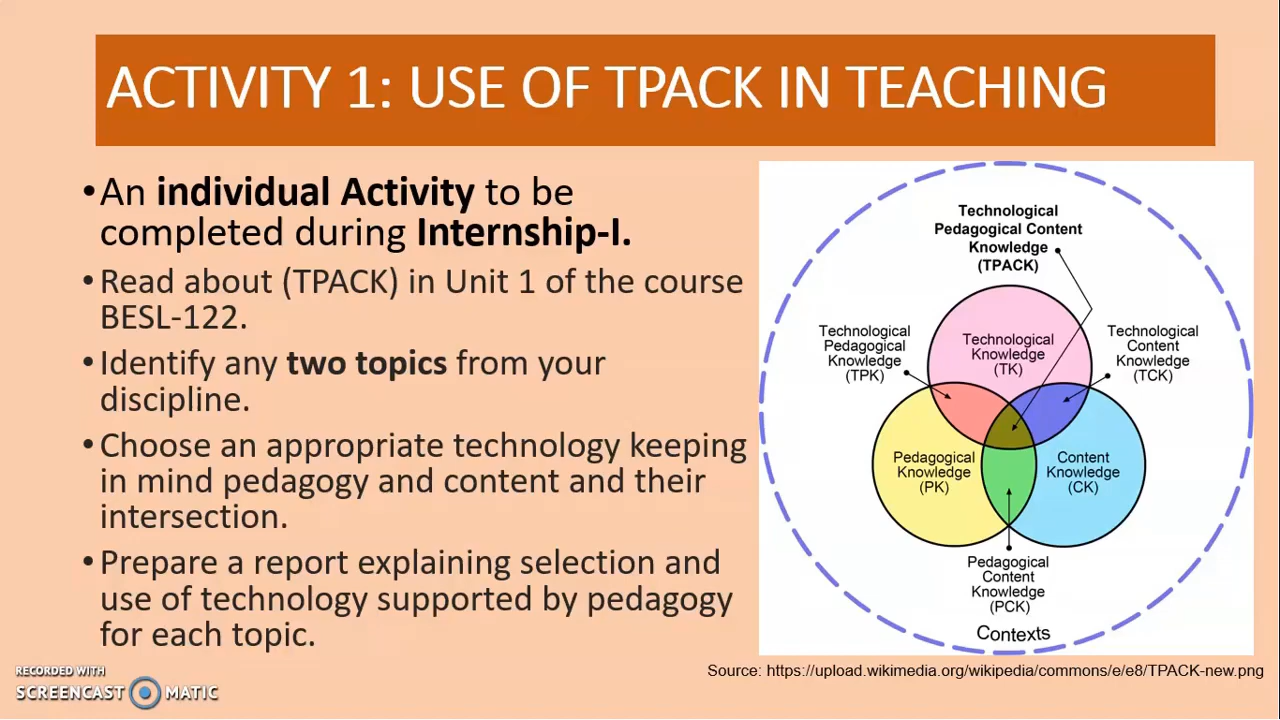 ACTIVITY 1: USE OF TPACK IN TEACHING
•An individual Activity to be
completed during Internship-I.
•Read about (TPACK) in Unit 1 of the course
BESL-122.
•Identify any two topics from your
discipline.
•Choose an appropriate technology keeping
in mind pedagogy and content and their
intersection.
•Prepare a report explaining selection and
use of technology supported by pedagogy
for each topic.
Technological
Pedagogical Content
Knowledge
(TPACK)
Technological
Pedagogical
Knowledge
(TPK)
Technological
Knowledge
(TK)
Technological
Content
Knowledge
(TCK)
Pedagogical
Knowledge
(PK)
Content
Knowledge
(CK)
Pedagogical
Content
Knowledge
(PCK)
Contexts
Source: https://upload.wikimedia.org/wikipedia/commons/e/e8/TPACK-new.png
RECORDED WITH
SCREENCAST MATIC